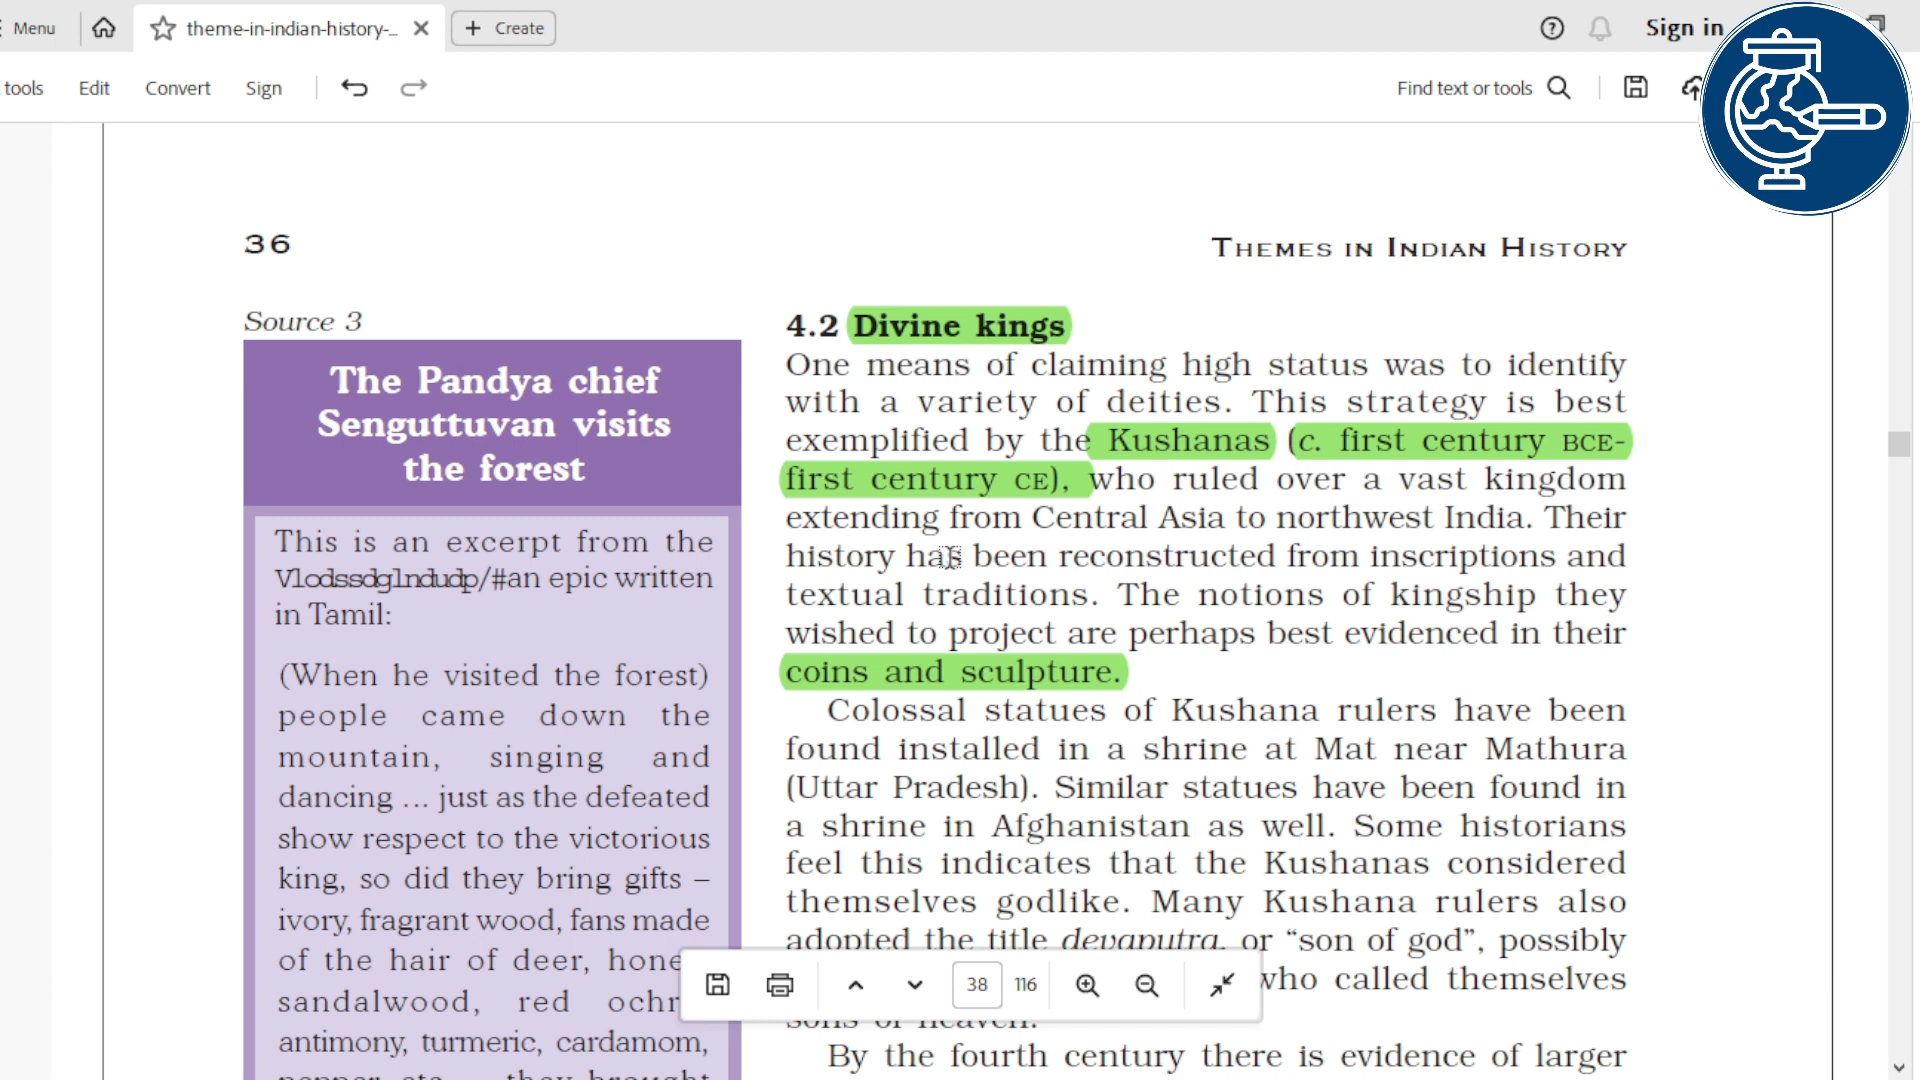 Menu
theme-in-indian-history-_
Create
Sign in
tools
Edit
Convert
Sign
Find text or tools
36
THEMES IN INDIAN HISTORY
Source 3
The Pandya chief
Senguttuvan visits
the forest
This is an excerpt from the
Vlodssdglndudp/#an epic written
in Tamil:
(When he visited the forest)
people came down the
mountain, singing and
dancing ... just as the defeated
show respect to the victorious
king, so did they bring gifts –
ivory, fragrant wood, fans made
of the hair of deer, hone
sandalwood, red ochr
antimony, turmeric, cardamom,
pepper, etc. ... they brought
4.2 Divine kings
One means of claiming high status was to identify
with a variety of deities. This strategy is best
exemplified by the Kushanas (c. first century BCE-
first century CE), who ruled over a vast kingdom
extending from Central Asia to northwest India. Their
history has been reconstructed from inscriptions and
textual traditions. The notions of kingship they
wished to project are perhaps best evidenced in their
coins and sculpture.
Colossal statues of Kushana rulers have been
found installed in a shrine at Mat near Mathura
(Uttar Pradesh). Similar statues have been found in
a shrine in Afghanistan as well. Some historians
feel this indicates that the Kushanas considered
themselves godlike. Many Kushana rulers also
adopted the title devaputra, or “son of god”, possibly
who called themselves
sons of heaven.
By the fourth century there is evidence of larger
38
116